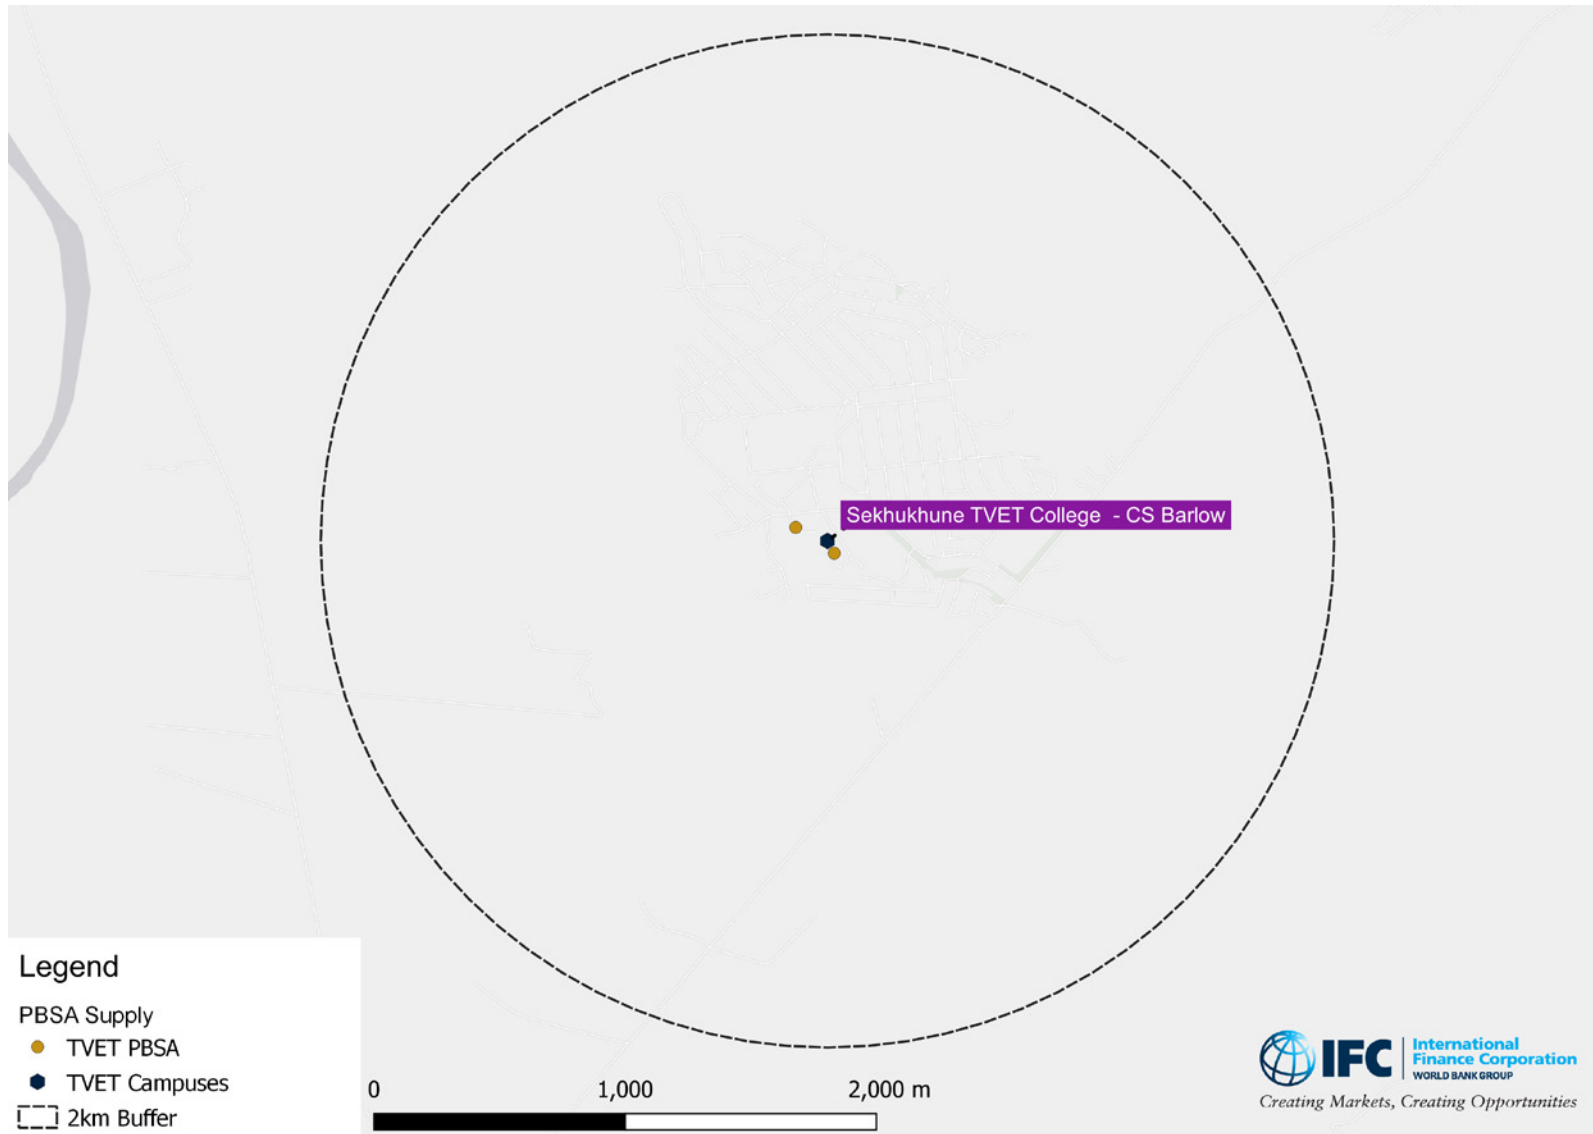 Sekhukhune TVET College  - CS Barlow
Legend
PBSA Supply
TVET PBSA
TVET Campuses
2km Buffer
0 1,000 2,000 m
IFC
International
Finance Corporation
WORLD BANK GROUP
Creating Markets, Creating Opportunities